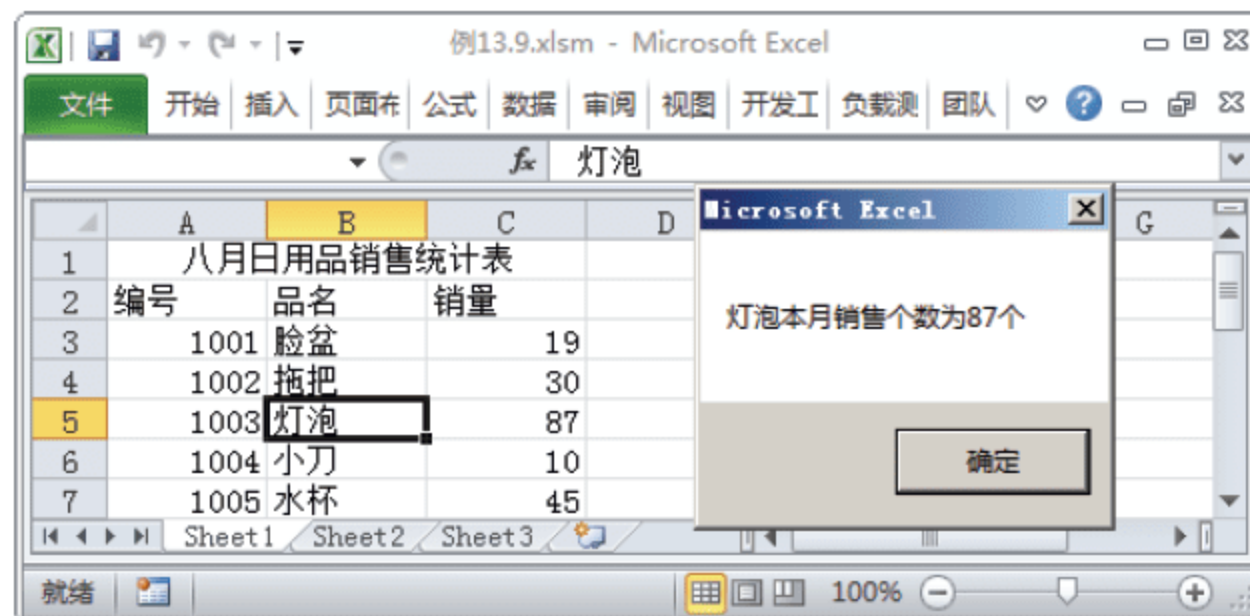 例13.9.xlsm - Microsoft Excel
文件 开始 插入 页面布 公式 数据 审阅 视图 开发工 负载测 团队
fx 灯泡
A B C D G
1 八月日用品销售统计表
2 编号 品名 销量
3 1001 脸盆 19
4 1002 拖把 30
5 1003 灯泡 87
6 1004 小刀 10
7 1005 水杯 45
Microsoft Excel
灯泡本月销售个数为87个
确定
Sheet1 Sheet2 Sheet3
就绪 100%